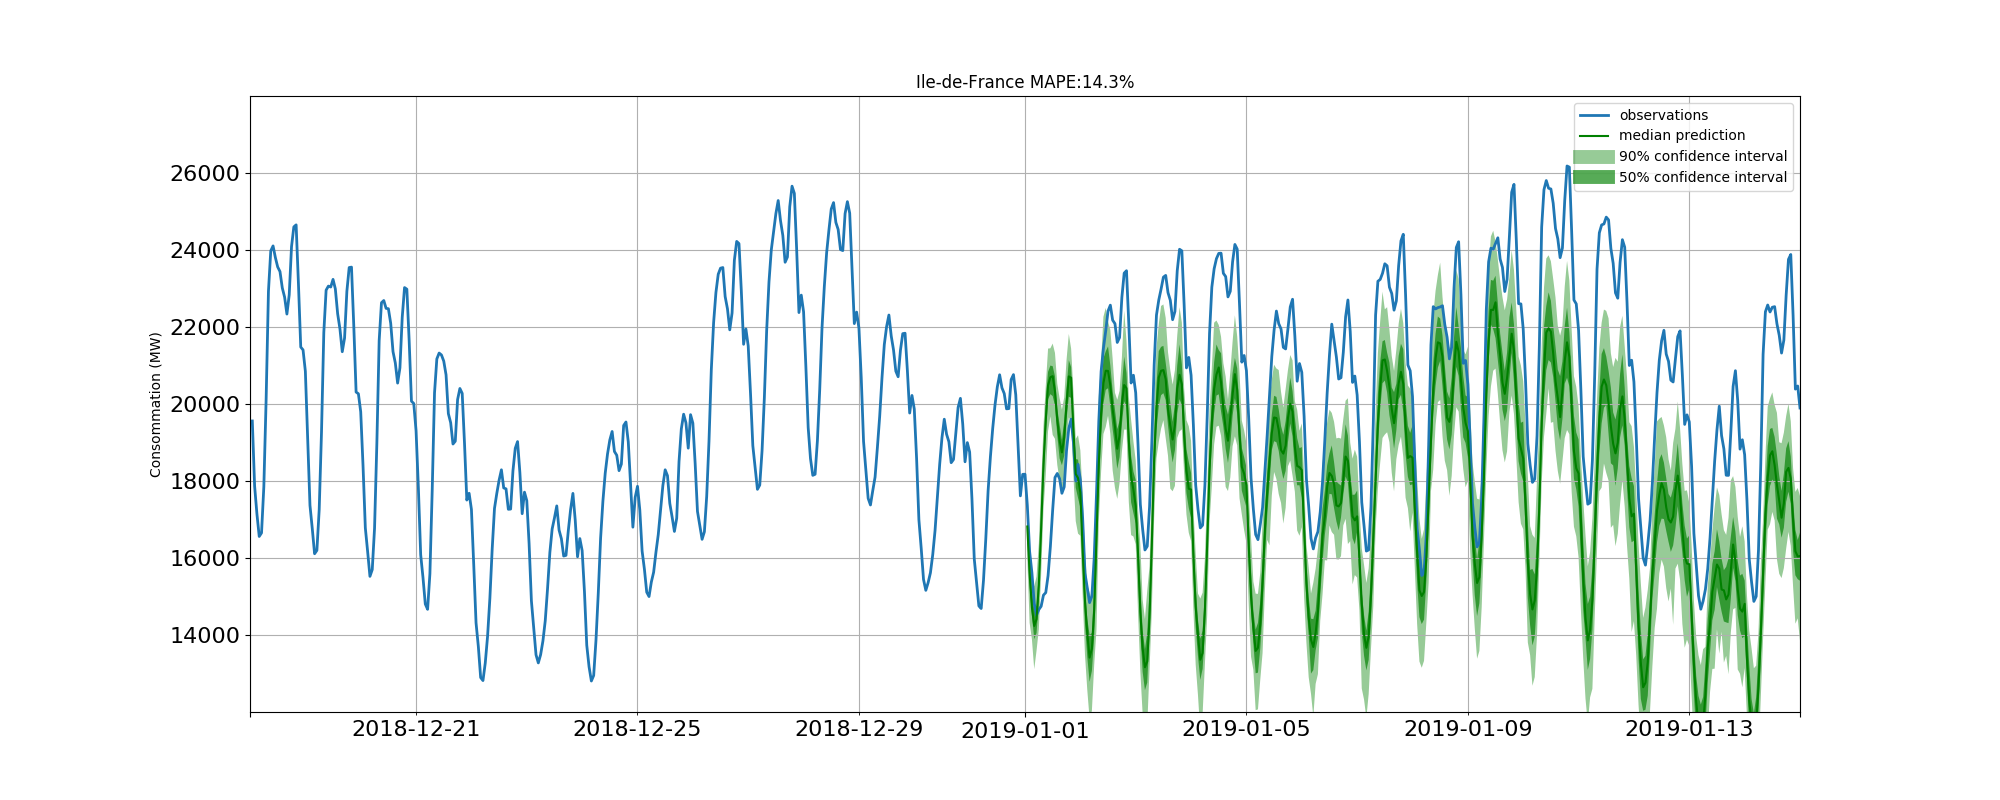 Ile-de-France MAPE:14.3%
observations
median prediction
90% confidence interval
50% confidence interval
Consommation (MW)
26000
24000
22000
20000
18000
16000
14000
2018-12-21
2018-12-25
2018-12-29
2019-01-01
2019-01-05
2019-01-09
2019-01-13